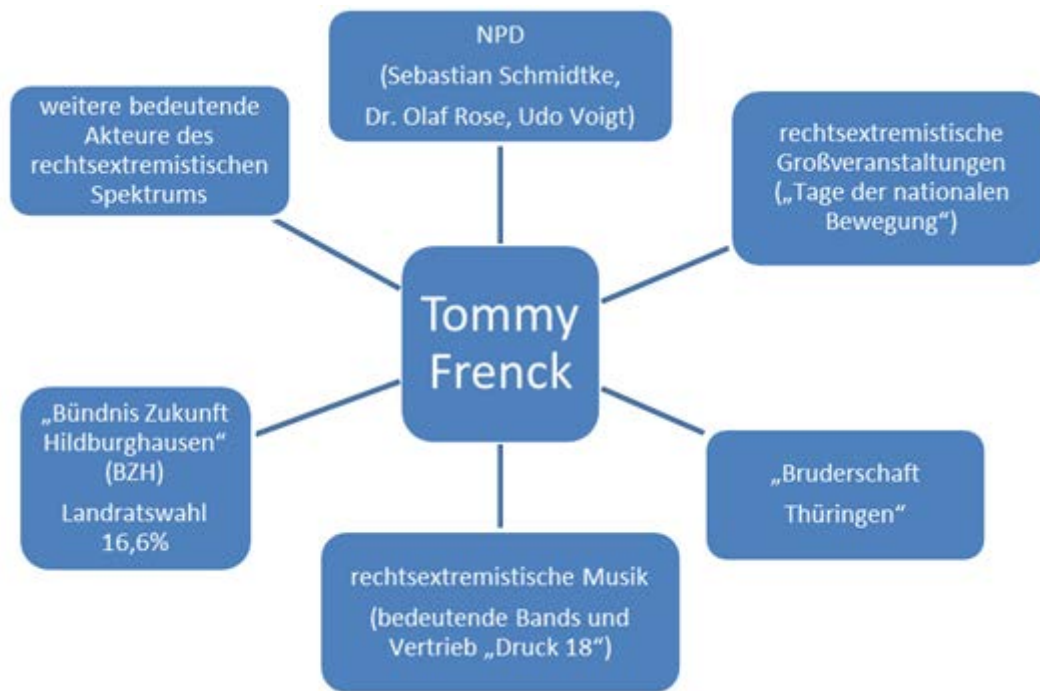 NPD
(Sebastian Schmidtke,
Dr. Olaf Rose, Udo Voigt)
weitere bedeutende
Akteure des
rechtsextremistischen
Spektrums
rechtsextremistische
Großveranstaltungen
(„Tage der nationalen
Bewegung“)
Tommy
Frenck
„Bündnis Zukunft
Hildburghausen“
(BZH)
Landratswahl
16,6%
„Bruderschaft
Thüringen“
rechtsextremistische Musik
(bedeutende Bands und
Vertrieb „Druck 18“)